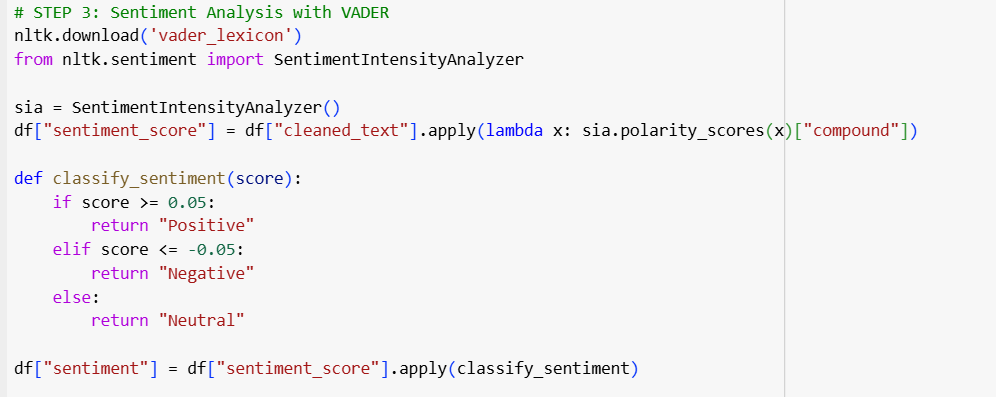 # STEP 3: Sentiment Analysis with VADER
nltk.download('vader_lexicon')
from nltk.sentiment import SentimentIntensityAnalyzer

sia = SentimentIntensityAnalyzer()
df["sentiment_score"] = df["cleaned_text"].apply(lambda x: sia.polarity_scores(x)["compound"])

def classify_sentiment(score):
    if score >= 0.05:
        return "Positive"
    elif score <= -0.05:
        return "Negative"
    else:
        return "Neutral"

df["sentiment"] = df["sentiment_score"].apply(classify_sentiment)